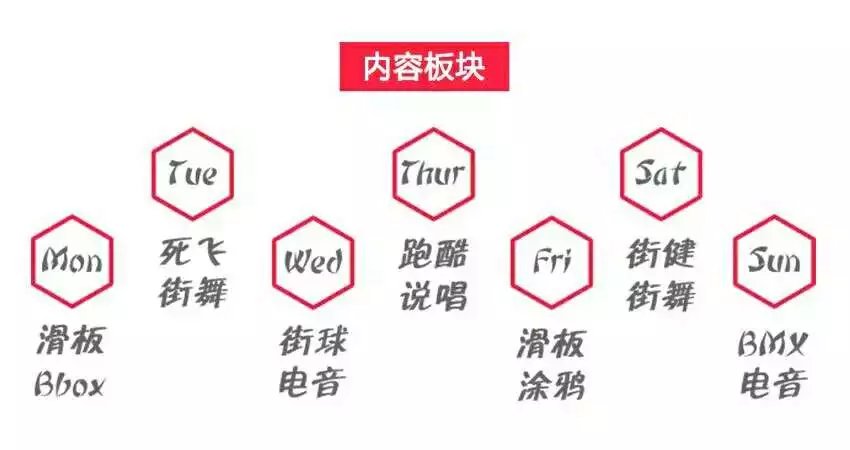 内容板块
Mon
滑板
Bbox
Tue
死飞
街舞
Wed
街球
电音
Thur
跑酷
说唱
Fri
滑板
涂鸦
Sat
街健
街舞
Sun
BMX
电音